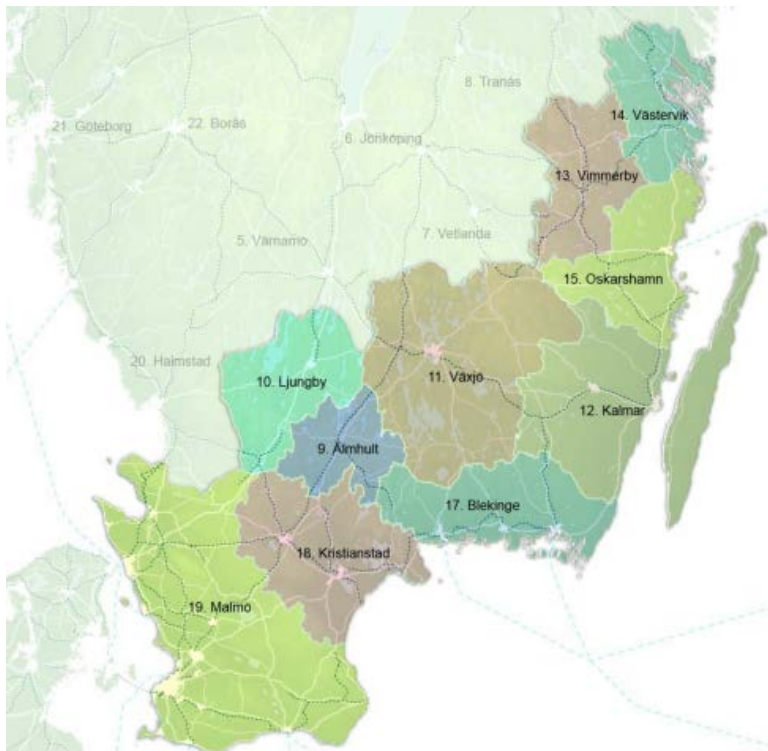 8. Tranås
14. Västervik
21. Göteborg
22. Borås
6. Jönköping
13. Vimmerby
7. Vetlanda
5. Värnamo
15. Oskarshamn
20. Halmstad
11. Växjö
10. Ljungby
12. Kalmar
9. Älmhult
17. Blekinge
18. Kristianstad
19. Malmö